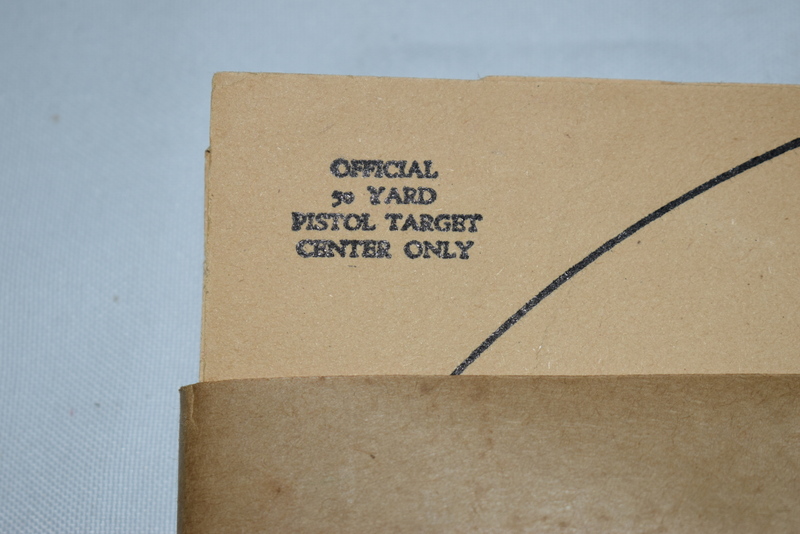 OFFICIAL
50 YARD
PISTOL TARGET
CENTER ONLY